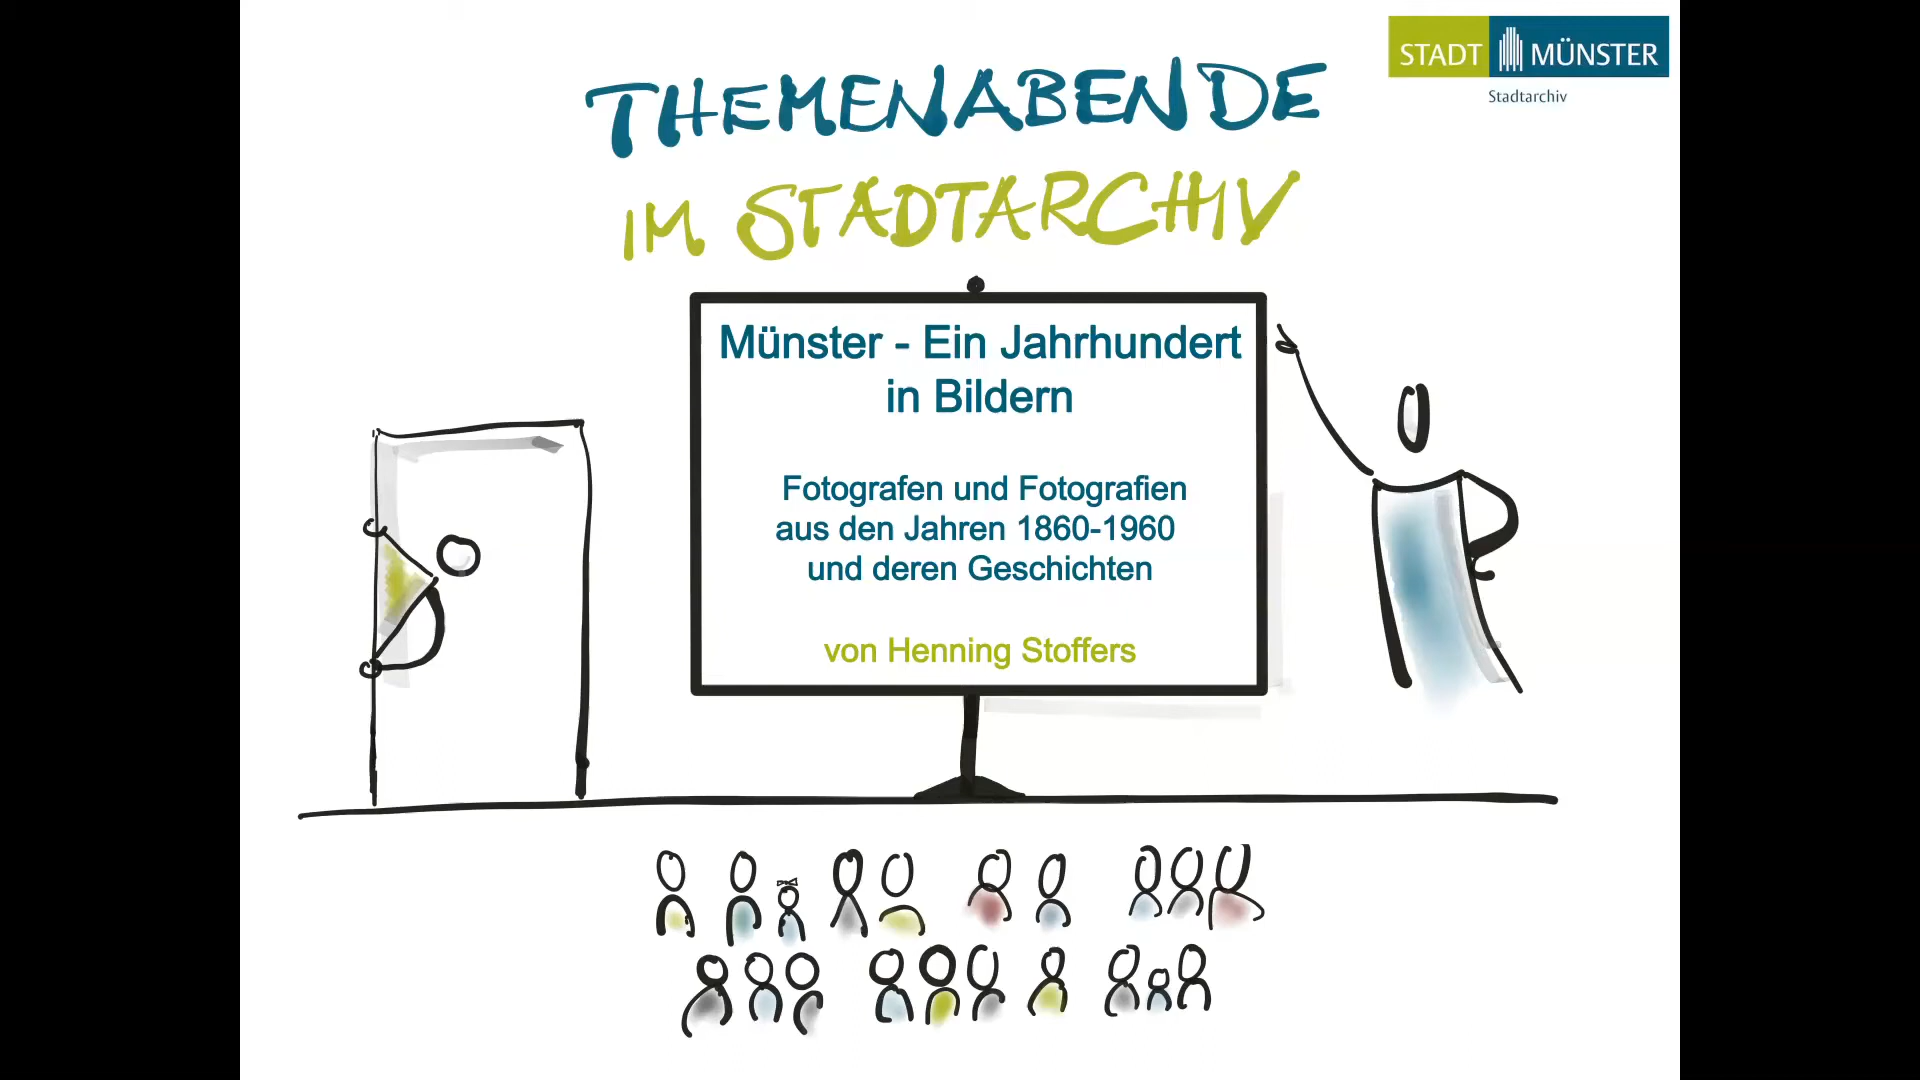 STADT MÜNSTER
Stadtarchiv
THEMENABENDE
IM STADTARCHIV
Münster - Ein Jahrhundert
in Bildern
Fotografen und Fotografien
aus den Jahren 1860-1960
und deren Geschichten
von Henning Stoffers